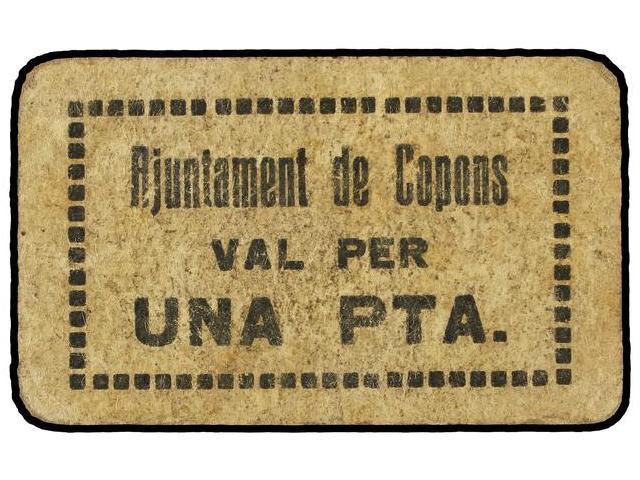 Ajuntament de Copons
VAL PER
UNA PTA.